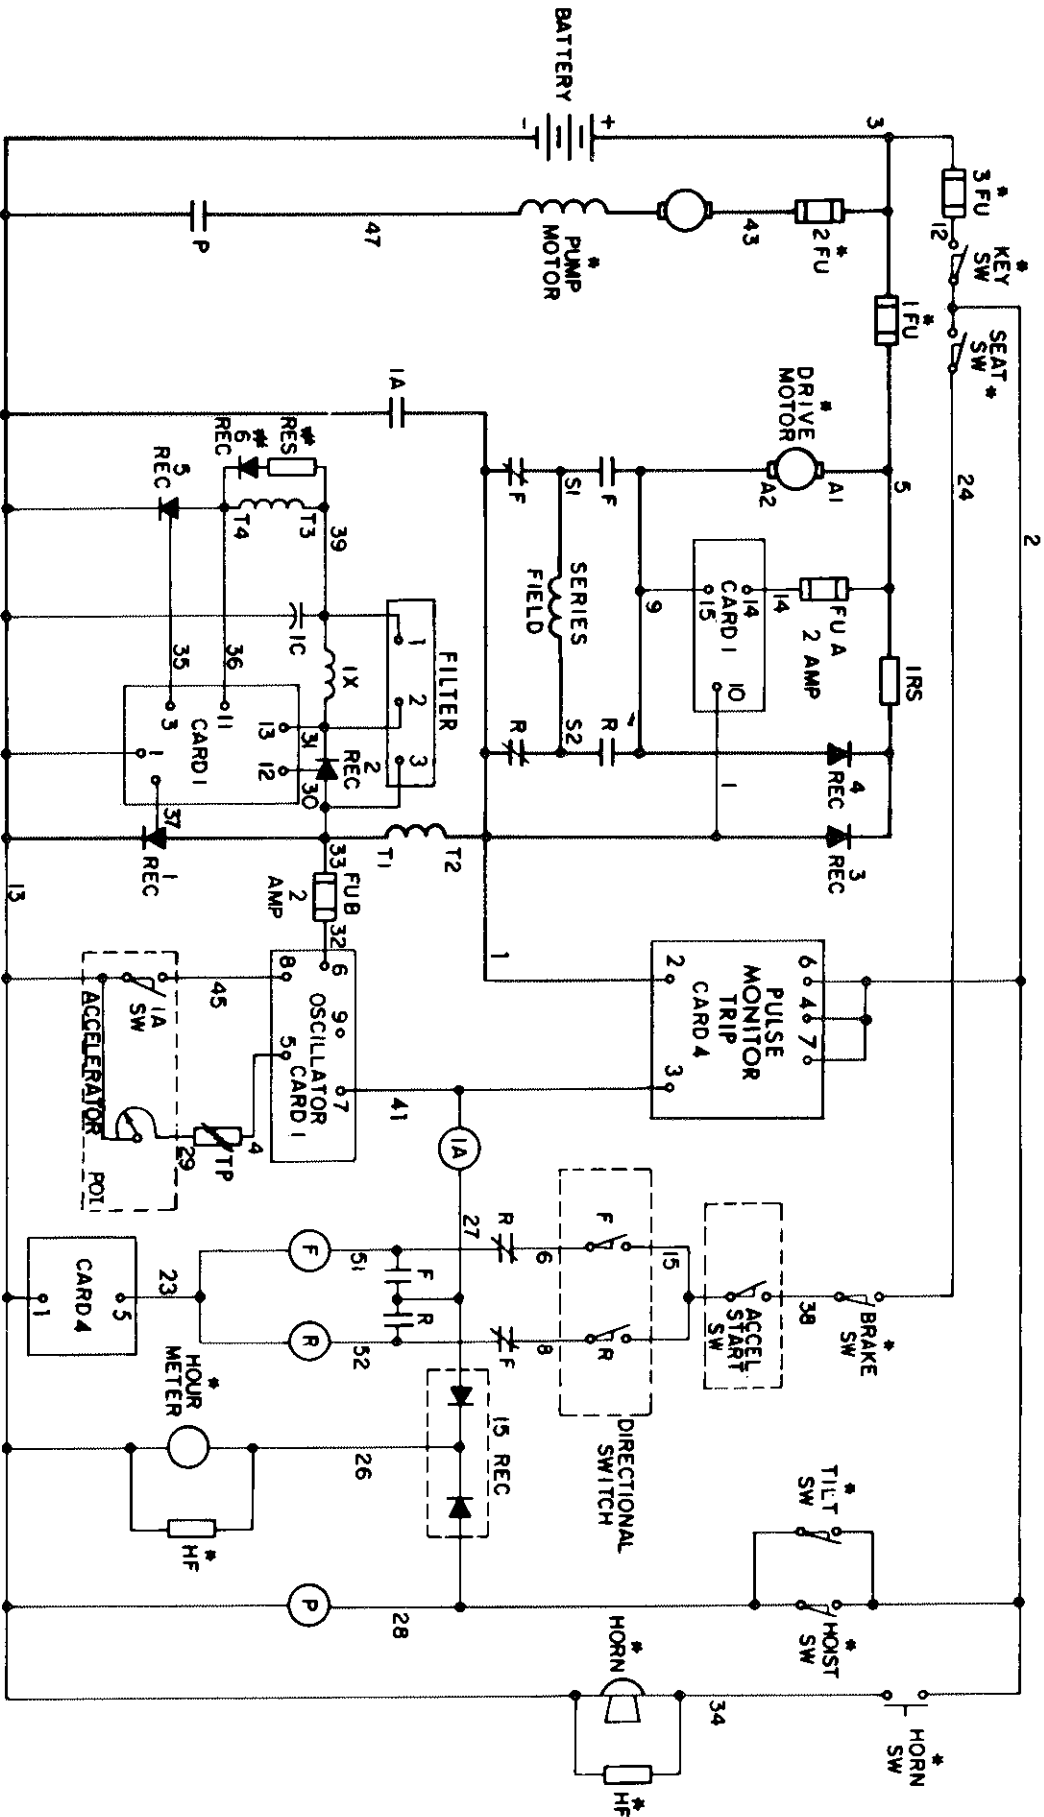 BATTERY
+
-
3
3 FU *
12
KEY *
SW
SEAT *
SW
24
2
2 FU *
43
PUMP *
MOTOR
47
P
1 FU *
5
DRIVE *
MOTOR
A1
A2
FU A
2 AMP
14
14
CARD 1
15
10
9
1
1RS
4
REC
3
REC
F
R
S1
S2
SERIES
FIELD
F
R
1A
T2
T1
FILTER
1
2
3
RES *
6 *
REC
T3
T4
39
1X
1C
5
REC
35
36
31
30
2
REC
11
3
13
12
CARD 1
1
37
1
REC
33
FUB
2
AMP
32
6
8
9
5
7
OSCILLATOR
CARD 1
45
1A
SW
ACCELERATOR
POT
29
TP
4
41
13
1
2
3
6
4
7
PULSE
MONITOR
TRIP
CARD 4
1A
27
R
6
F
15
8
R
F
DIRECTIONAL
SWITCH
ACCEL
START
SW
38
BRAKE *
SW
F
51
F
R
R
52
23
5
CARD 4
1
15 REC
26
HOUR *
METER
HF *
P
28
TILT *
SW
HOIST *
SW
HORN *
34
HF *
HORN *
SW